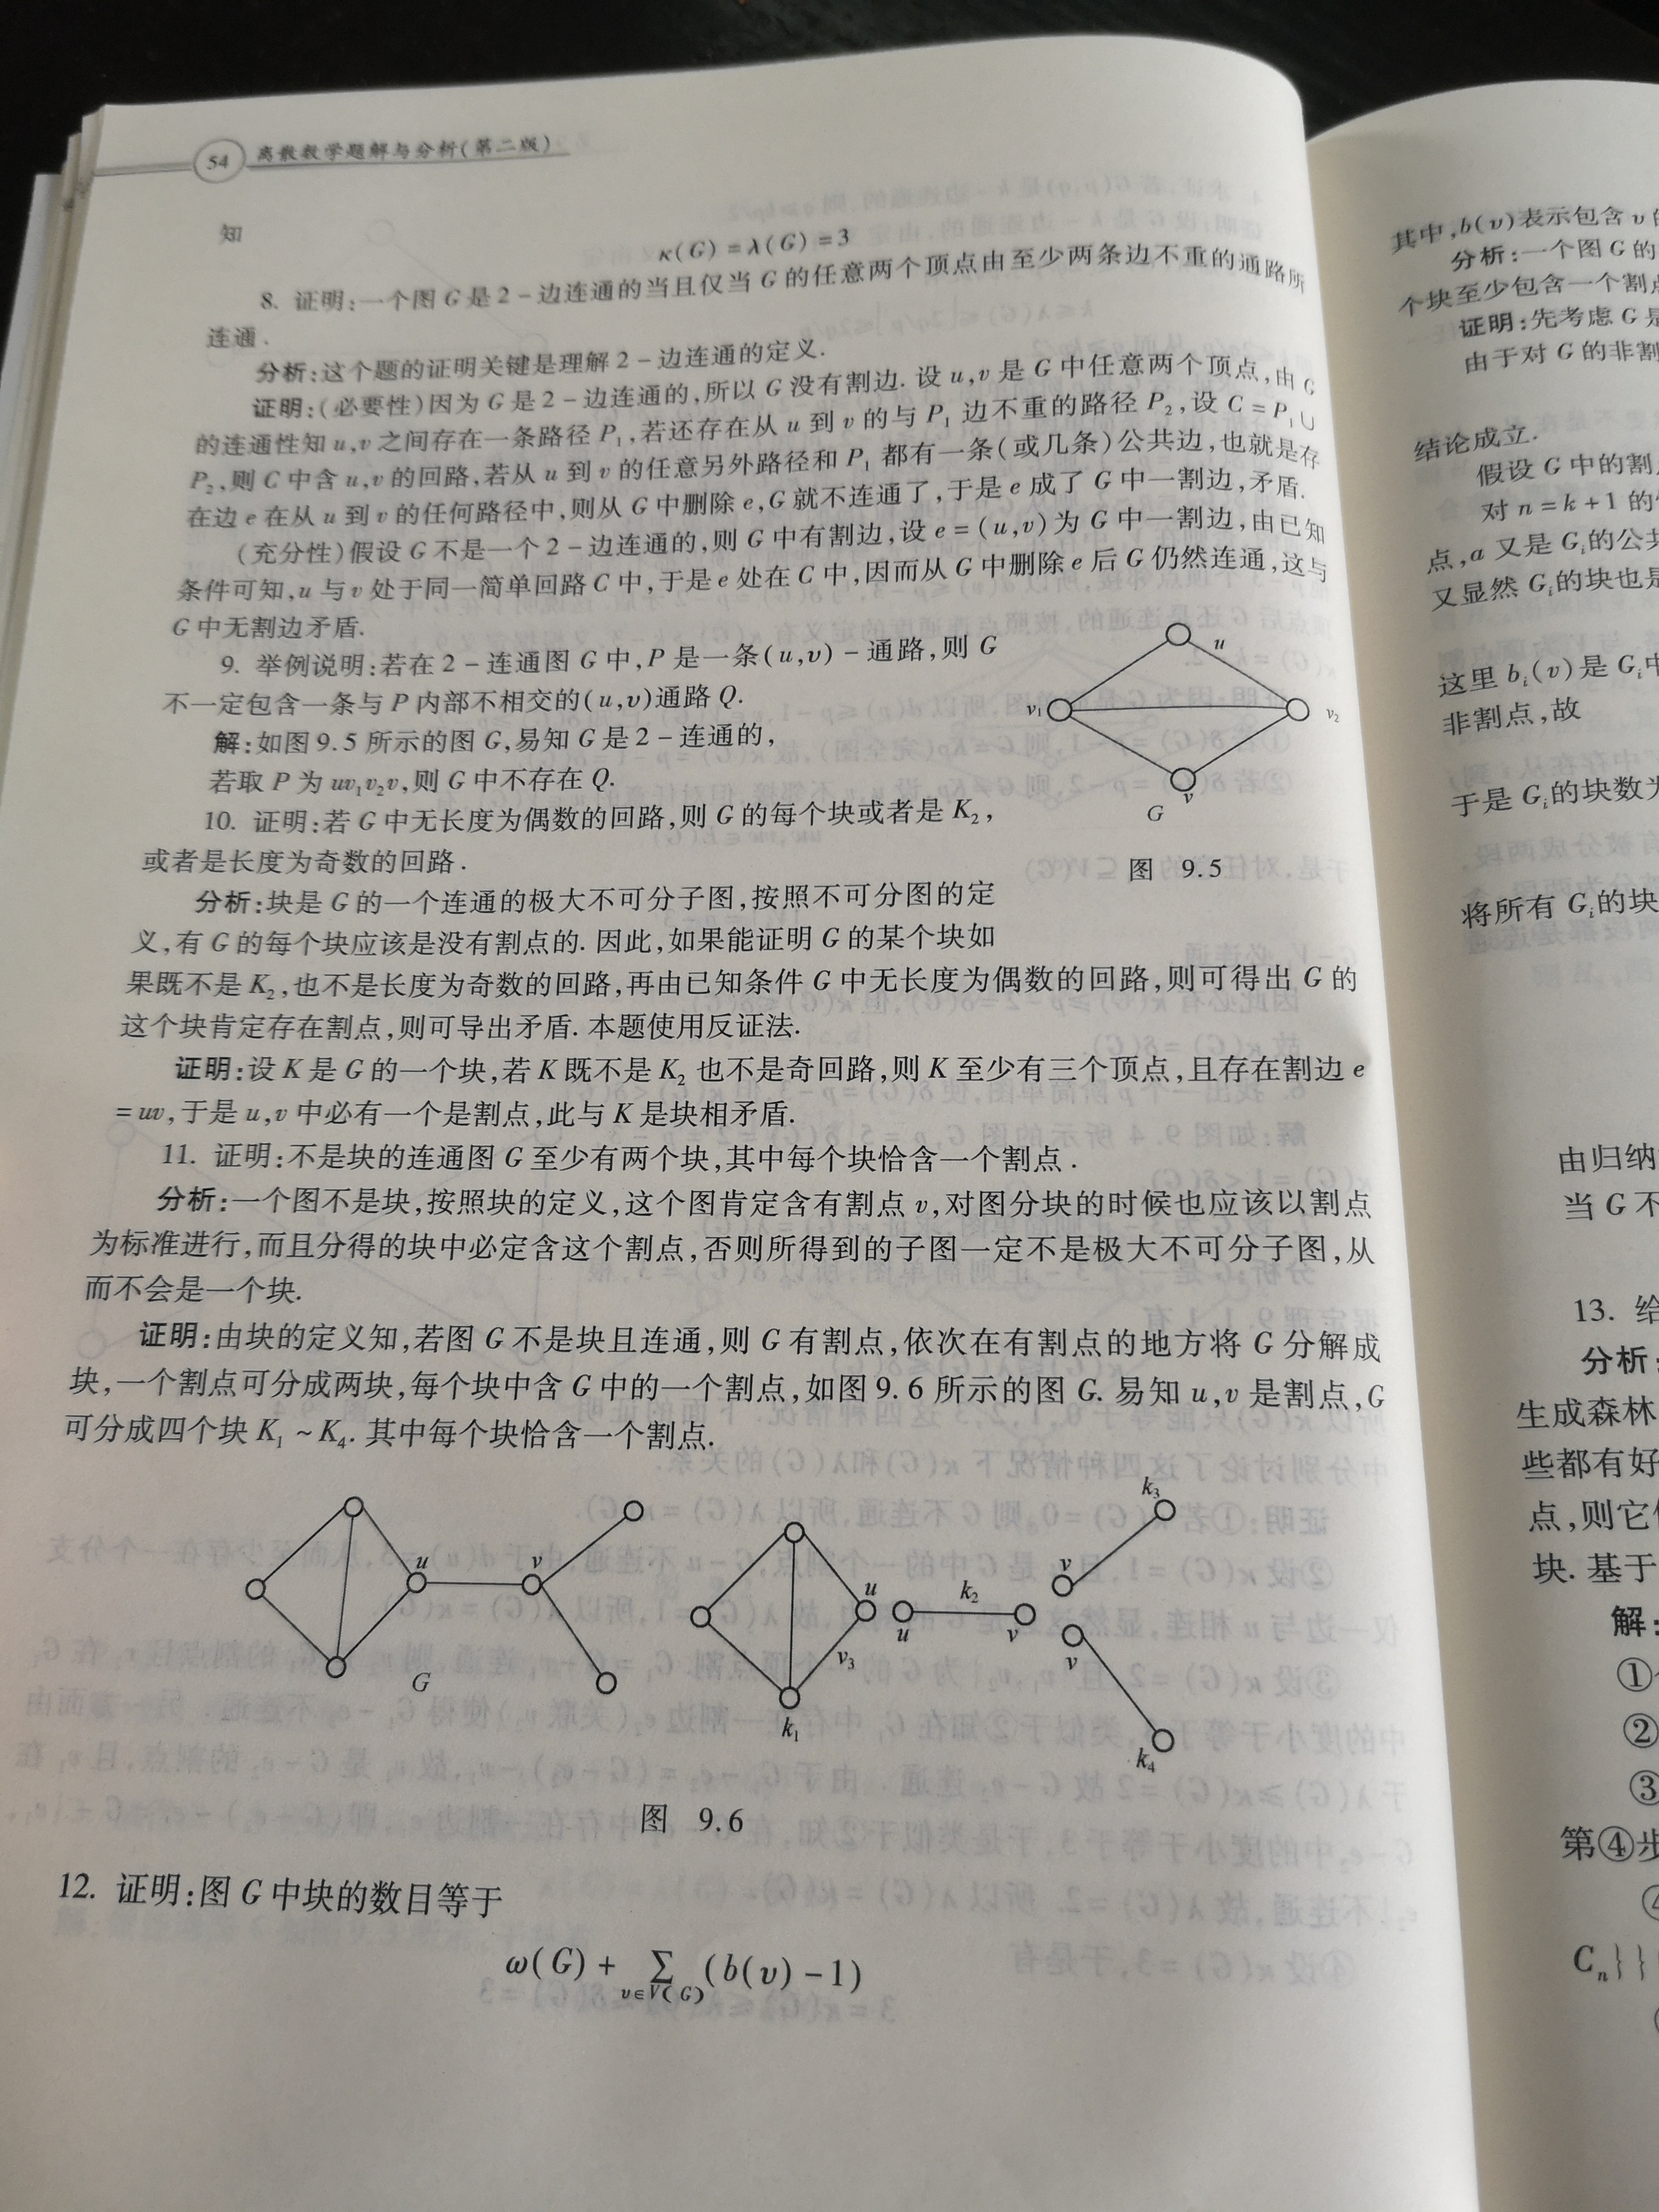 54 离散数学题解与分析(第二版)
知
κ(G) = λ(G) = 3
8. 证明:一个图 G 是 2 – 边连通的当且仅当 G 的任意两个顶点由至少两条边不重的通路所
连通.
分析:这个题的证明关键是理解 2 – 边连通的定义.
证明:(必要性)因为 G 是 2 – 边连通的,所以 G 没有割边. 设 u,v 是 G 中任意两个顶点,由 G
的连通性知 u,v 之间存在一条路径 P₁,若还存在从 u 到 v 的与 P₁ 边不重的路径 P₂,设 C = P₁∪
P₂,则 C 中含 u,v 的回路,若从 u 到 v 的任意另外路径和 P₁ 都有一条(或几条)公共边,也就是存
在边 e 在从 u 到 v 的任何路径中,则从 G 中删除 e,G 就不连通了,于是 e 成了 G 中一割边,矛盾.
(充分性)假设 G 不是一个 2 – 边连通的,则 G 中有割边,设 e = (u,v) 为 G 中一割边,由已知
条件可知,u 与 v 处于同一简单回路 C 中,于是 e 处在 C 中,因而从 G 中删除 e 后 G 仍然连通,这与
G 中无割边矛盾.
9. 举例说明:若在 2 – 连通图 G 中,P 是一条(u,v) – 通路,则 G
不一定包含一条与 P 内部不相交的(u,v)通路 Q.
解:如图 9.5 所示的图 G,易知 G 是 2 – 连通的,
若取 P 为 uv₁v₂v,则 G 中不存在 Q.
u
v₁
v₂
v
G
图 9.5
10. 证明:若 G 中无长度为偶数的回路,则 G 的每个块或者是 K₂,
或者是长度为奇数的回路.
分析:块是 G 的一个连通的极大不可分子图,按照不可分图的定
义,有 G 的每个块应该是没有割点的. 因此,如果能证明 G 的某个块如
果既不是 K₂,也不是长度为奇数的回路,再由已知条件 G 中无长度为偶数的回路,则可得出 G 的
这个块肯定存在割点,则可导出矛盾. 本题使用反证法.
证明:设 K 是 G 的一个块,若 K 既不是 K₂ 也不是奇回路,则 K 至少有三个顶点,且存在割边 e
= uv,于是 u,v 中必有一个是割点,此与 K 是块相矛盾.
11. 证明:不是块的连通图 G 至少有两个块,其中每个块恰含一个割点.
分析:一个图不是块,按照块的定义,这个图肯定含有割点 v,对图分块的时候也应该以割点
为标准进行,而且分得的块中必定含这个割点,否则所得到的子图一定不是极大不可分子图,从
而不会是一个块.
证明:由块的定义知,若图 G 不是块且连通,则 G 有割点,依次在有割点的地方将 G 分解成
块,一个割点可分成两块,每个块中含 G 中的一个割点,如图 9.6 所示的图 G. 易知 u,v 是割点,G
可分成四个块 K₁ ~ K₄. 其中每个块恰含一个割点.
u
v
G
u
v₃
k₁
u
k₂
v
k₃
v
v
k₄
图 9.6
12. 证明:图 G 中块的数目等于
ω(G) + ∑ (b(v) – 1)
v∈V(G)
其中,b(v)表示包含 v
分析:一个图 G 的
个块至少包含一个割点
证明:先考虑 G 是
由于对 G 的非割
结论成立.
假设 G 中的割
对 n = k + 1 的
点,a 又是 Gᵢ的公共
又显然 Gᵢ的块也是
这里 bᵢ(v)是 Gᵢ中
非割点,故
于是 Gᵢ的块数为
将所有 Gᵢ的块
由归纳
当 G 不
13. 给
分析:
生成森林
些都有好
点,则它
块. 基于
解:
①
②
③
第④步
Cₙ}}